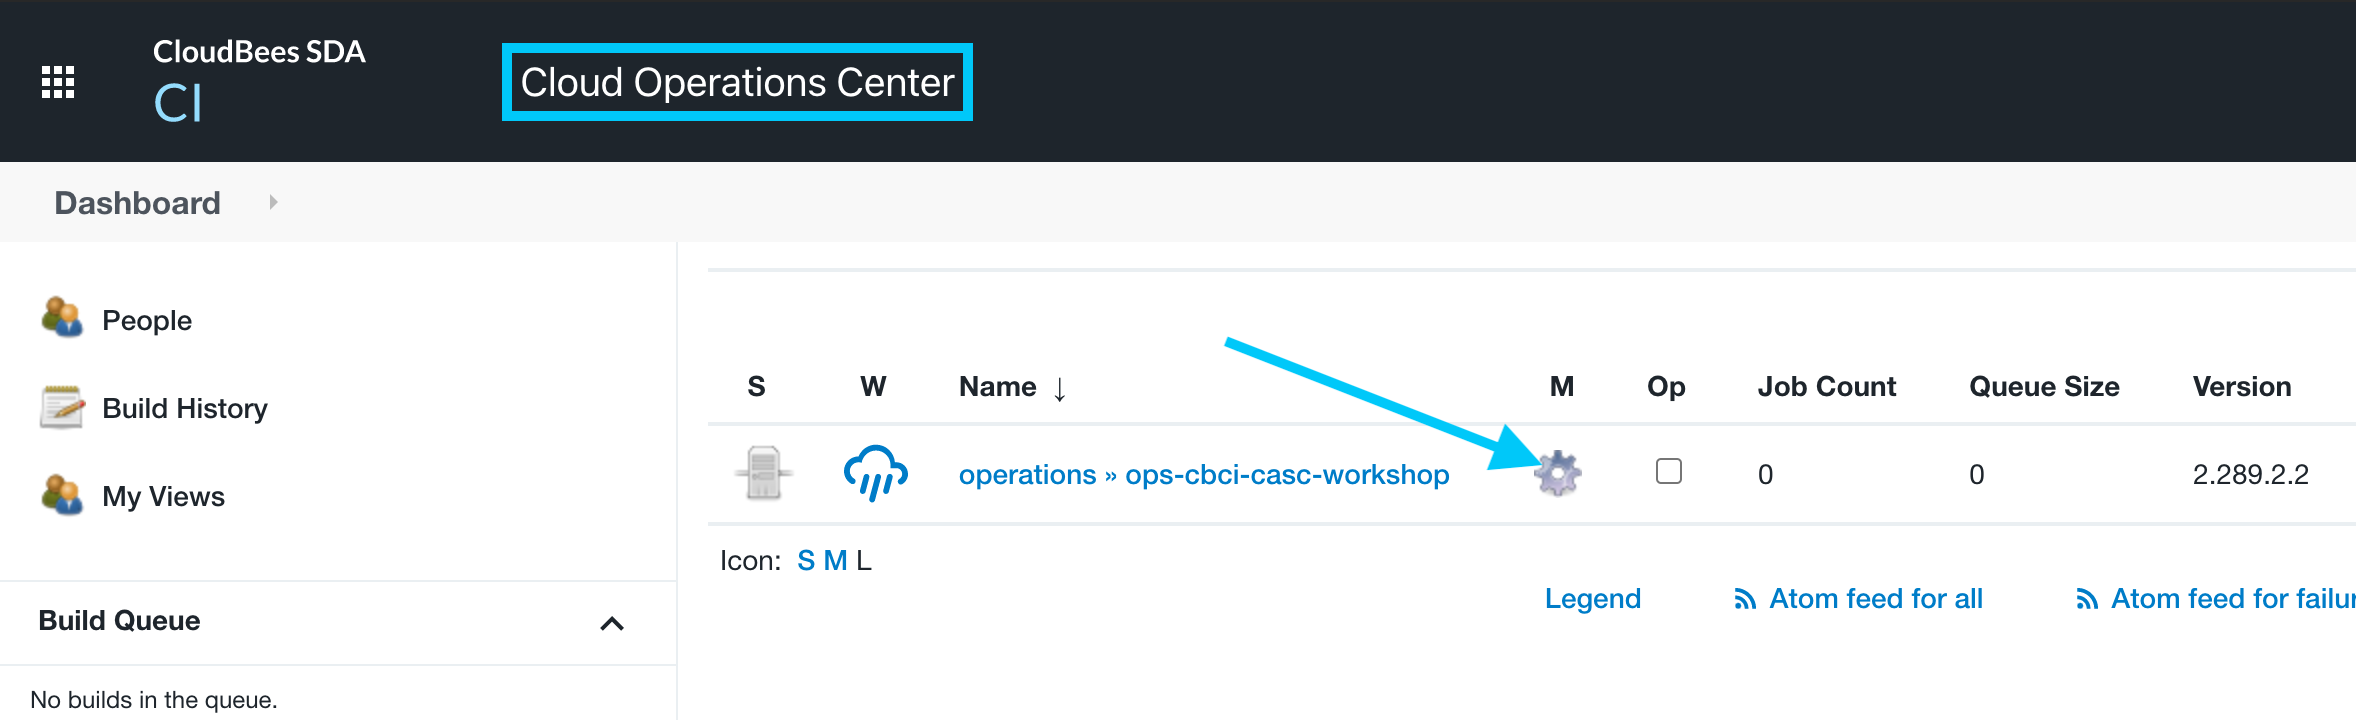 CloudBees SDA
CI
Cloud Operations Center
Dashboard
People
Build History
My Views
Build Queue
No builds in the queue.
S W Name ↓ M Op Job Count Queue Size Version
operations » ops-cbci-casc-workshop 0 0 2.289.2.2
Icon: S M L
Legend Atom feed for all Atom feed for failur